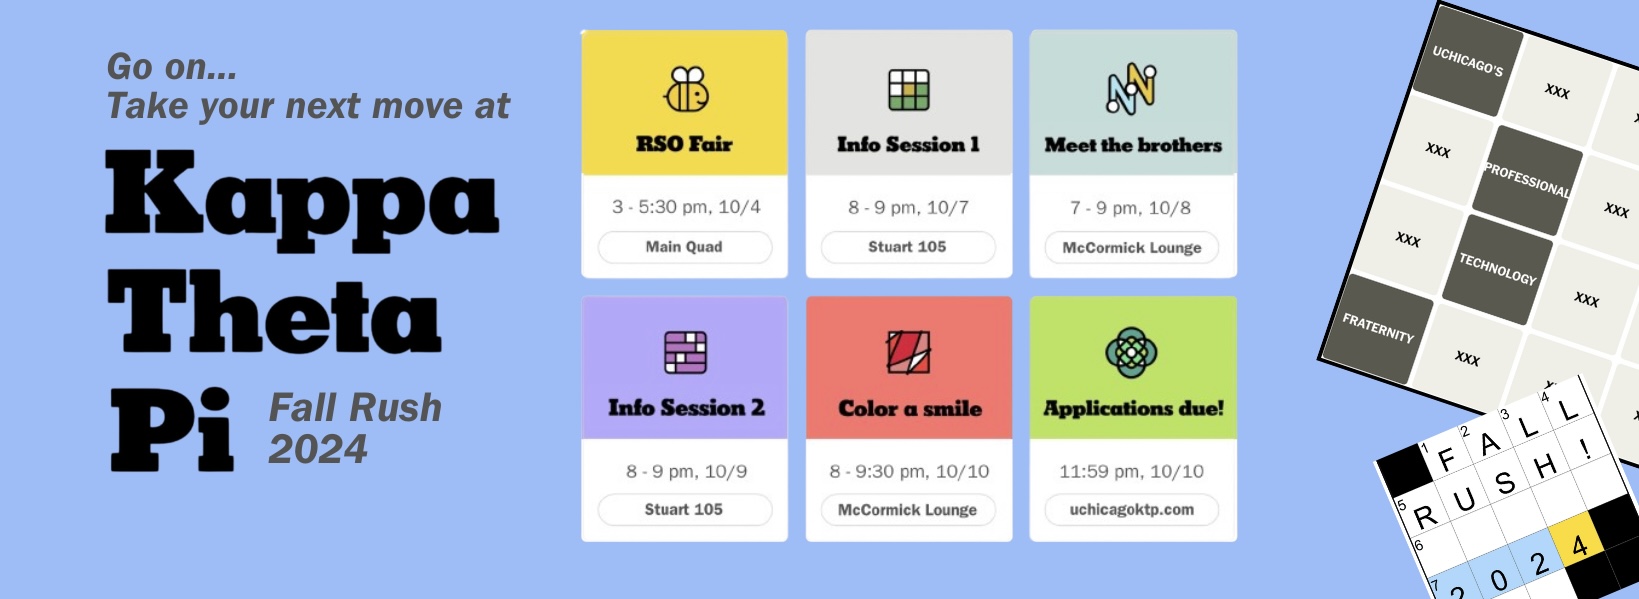 Go on...
Take your next move at
Kappa
Theta
Pi
Fall Rush
2024
RSO Fair
3 - 5:30 pm, 10/4
Main Quad
Info Session 1
8 - 9 pm, 10/7
Stuart 105
Meet the brothers
7 - 9 pm, 10/8
McCormick Lounge
Info Session 2
8 - 9 pm, 10/9
Stuart 105
Color a smile
8 - 9:30 pm, 10/10
McCormick Lounge
Applications due!
11:59 pm, 10/10
uchicagoktp.com
UCHICAGO'S XXX
XXX PROFESSIONAL XXX
XXX TECHNOLOGY XXX
FRATERNITY XXX
1 F 2 A 3 L 4 L
5 R U S H !
6
7 2 0 2 4